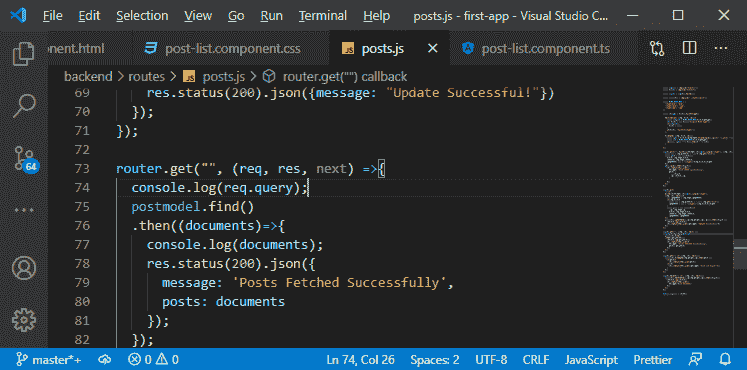 File Edit Selection View Go Run Terminal Help posts.js - first-app - Visual Studio C...
onent.html post-list.component.css JS posts.js post-list.component.ts
backend > routes > JS posts.js > router.get("") callback
69 res.status(200).json({message: "Update Successful!"})
70 });
71 });
72
73 router.get("", (req, res, next) =>{
74 console.log(req.query);
75 postmodel.find()
76 .then((documents)=>{
77 console.log(documents);
78 res.status(200).json({
79 message: 'Posts Fetched Successfully',
80 posts: documents
81 });
82 });
64
master*+ 0 0 Ln 74, Col 26 Spaces: 2 UTF-8 CRLF JavaScript Prettier